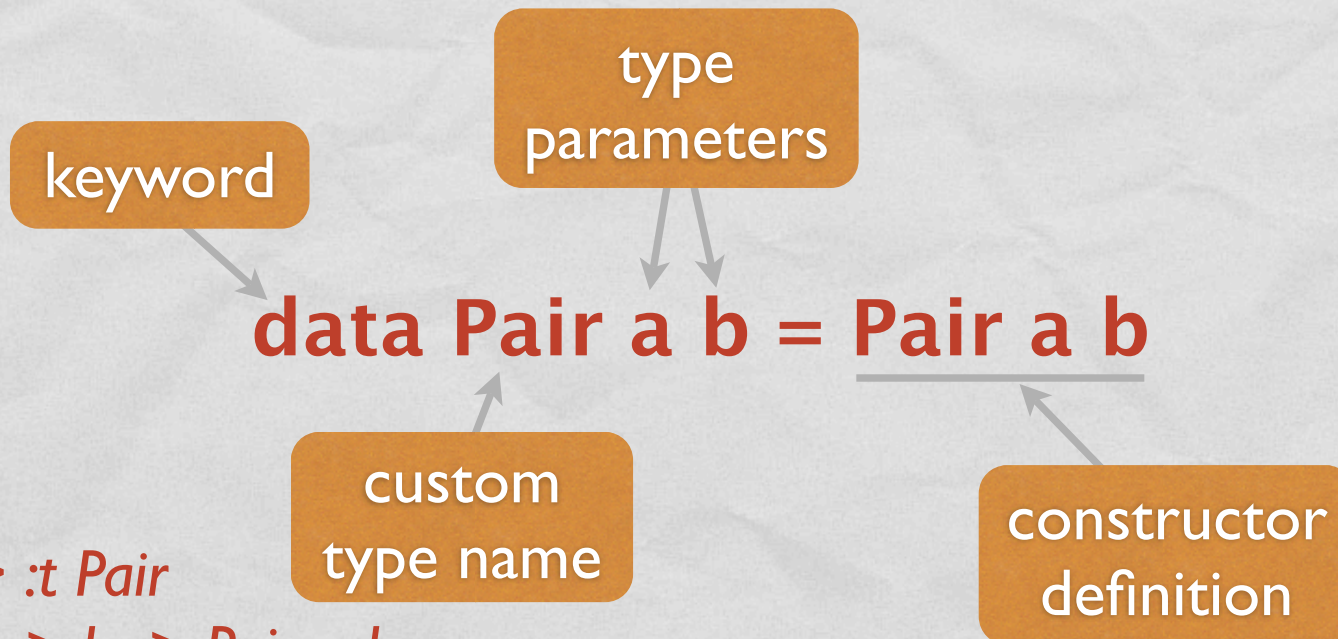 type
parameters
keyword
data Pair a b = Pair a b
custom
type name
constructor
definition
:t Pair